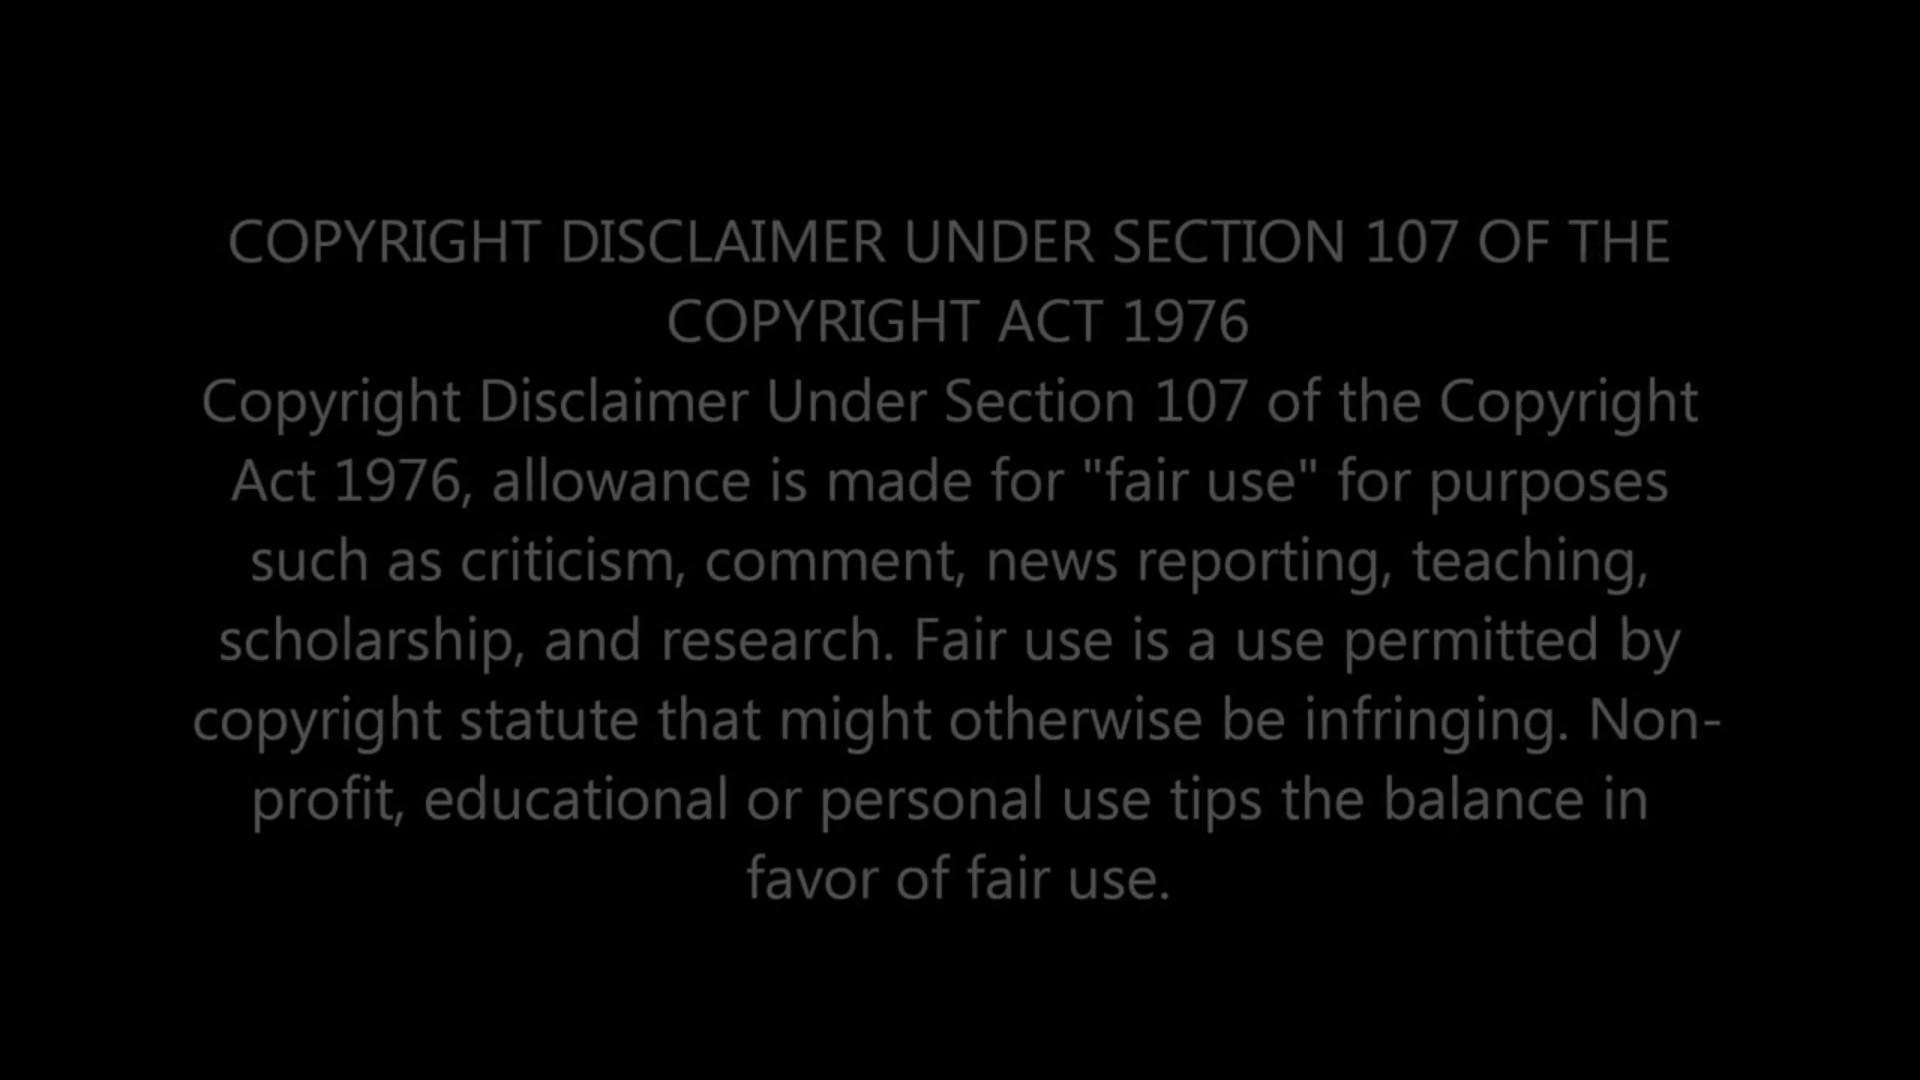 COPYRIGHT DISCLAIMER UNDER SECTION 107 OF THE
COPYRIGHT ACT 1976
Copyright Disclaimer Under Section 107 of the Copyright
Act 1976, allowance is made for "fair use" for purposes
such as criticism, comment, news reporting, teaching,
scholarship, and research. Fair use is a use permitted by
copyright statute that might otherwise be infringing. Non-
profit, educational or personal use tips the balance in
favor of fair use.